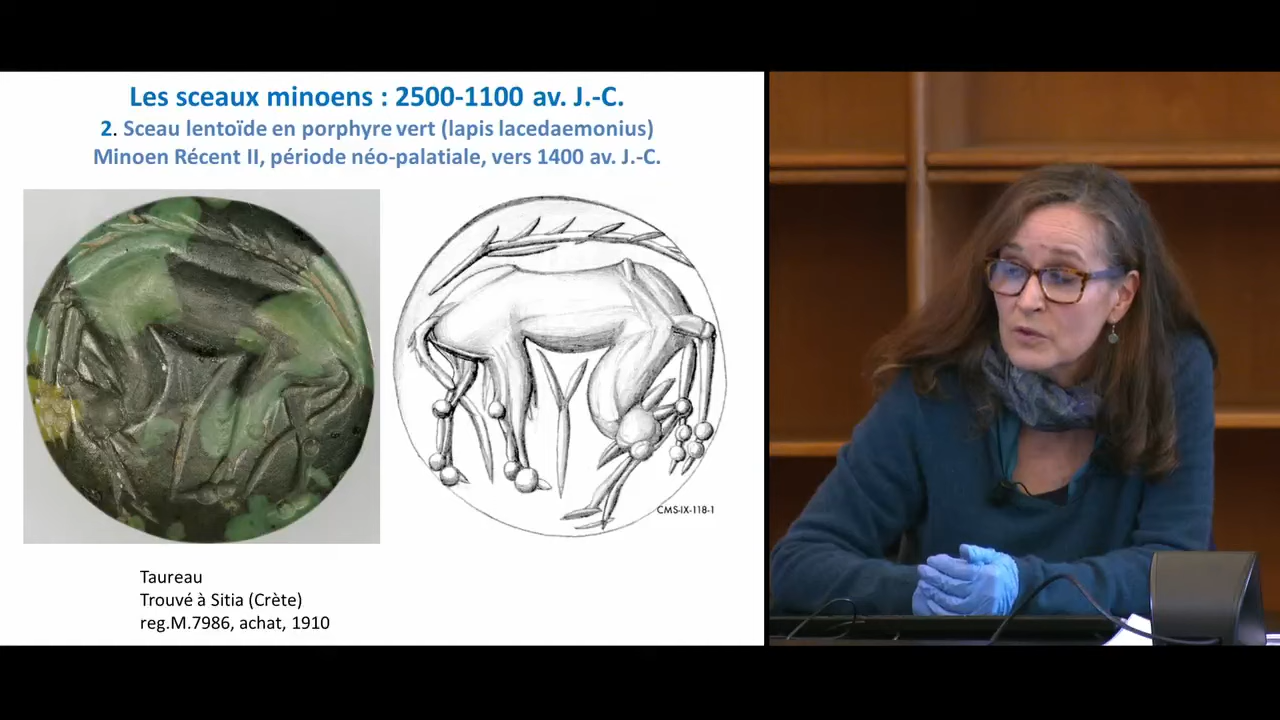 Les sceaux minoens : 2500-1100 av. J.-C.
2. Sceau lentoïde en porphyre vert (lapis lacedaemonius)
Minoen Récent II, période néo-palatiale, vers 1400 av. J.-C.
CMS-IX-118-1
Taureau
Trouvé à Sitia (Crète)
reg.M.7986, achat, 1910